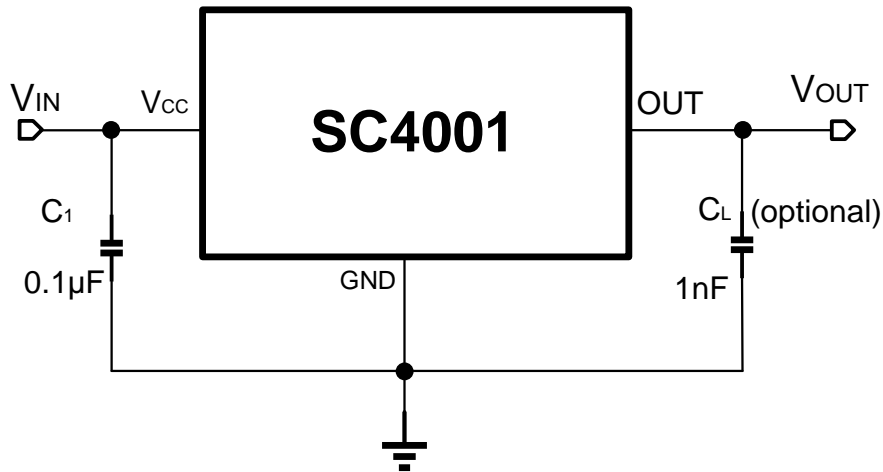 VIN
VCC
SC4001
OUT
VOUT
C1
0.1µF
GND
CL (optional)
1nF